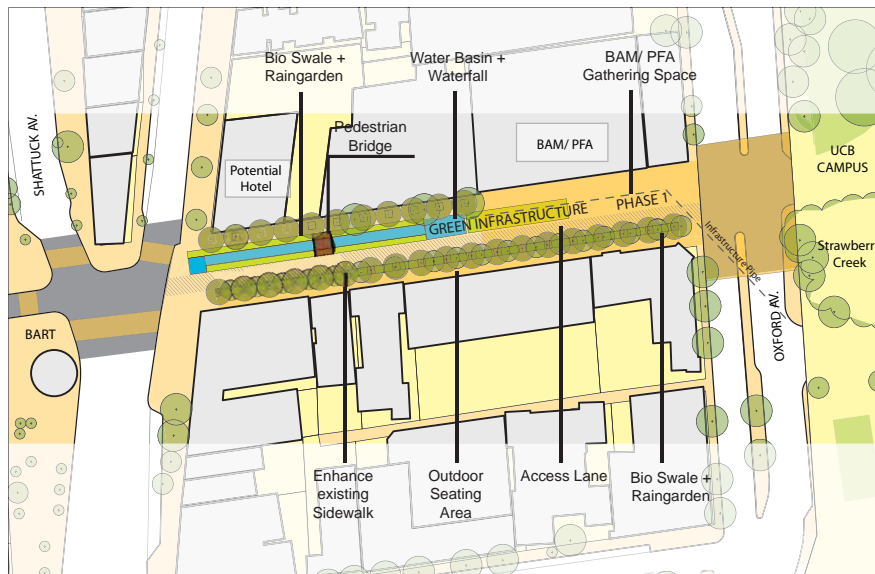 Bio Swale +
Raingarden
Water Basin +
Waterfall
BAM/ PFA
Gathering Space
Pedestrian
Bridge
SHATTUCK AV.
Potential
Hotel
BAM/ PFA
UCB
CAMPUS
PHASE 1
GREEN INFRASTRUCTURE
Infrastructure Pipe
Strawberr
Creek
OXFORD AV.
BART
Enhance
existing
Sidewalk
Outdoor
Seating
Area
Access Lane
Bio Swale +
Raingarden